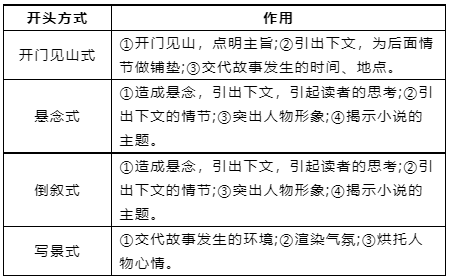 开头方式
作用
开门见山式
①开门见山，点明主旨;②引出下文，为后面情
节做铺垫;③交代故事发生的时间、地点。
悬念式
①造成悬念，引出下文，引起读者的思考;②引
出下文的情节;③突出人物形象;④揭示小说的
主题。
倒叙式
①造成悬念，引出下文，引起读者的思考;②引
出下文的情节;③突出人物形象;④揭示小说的
主题。
写景式
①交代故事发生的环境;②渲染气氛;③烘托人
物心情。